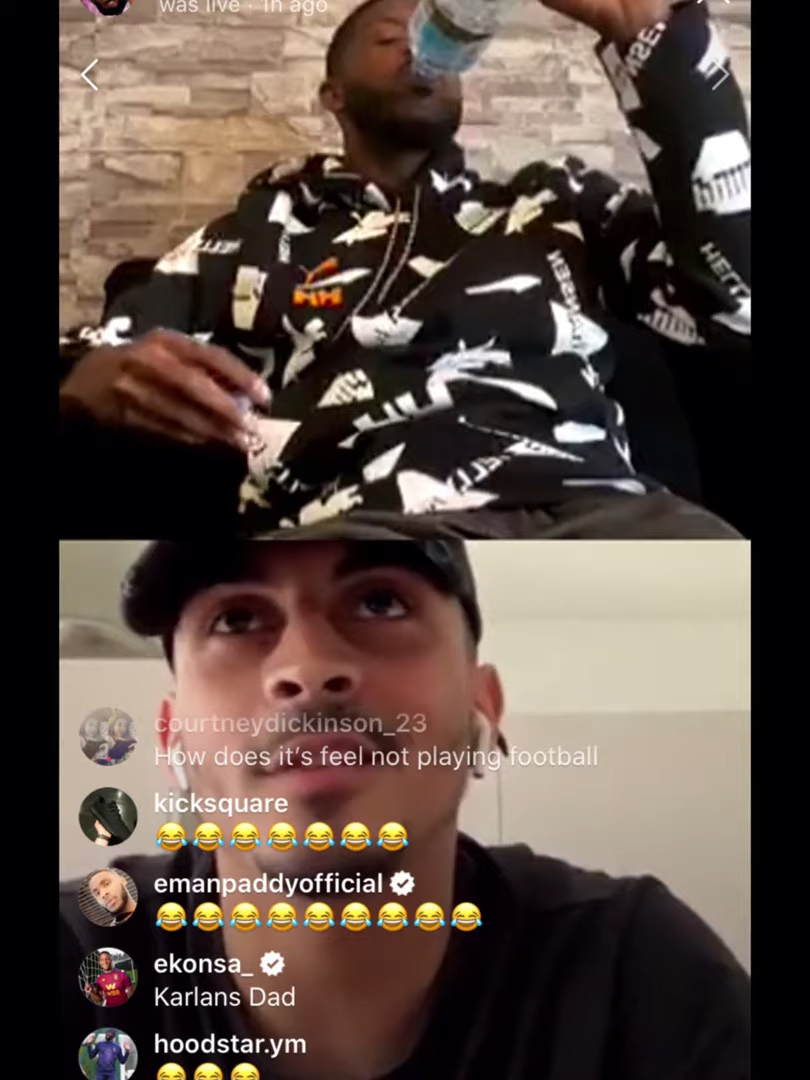 was live · 1h ago
HH
courtneydickinson_23
How does it’s feel not playing football
kicksquare
😂😂😂😂😂😂😂
emanpaddyofficial
😂😂😂😂😂😂😂😂😂
ekonsa_
Karlans Dad
hoodstar.ym
😂😂😂